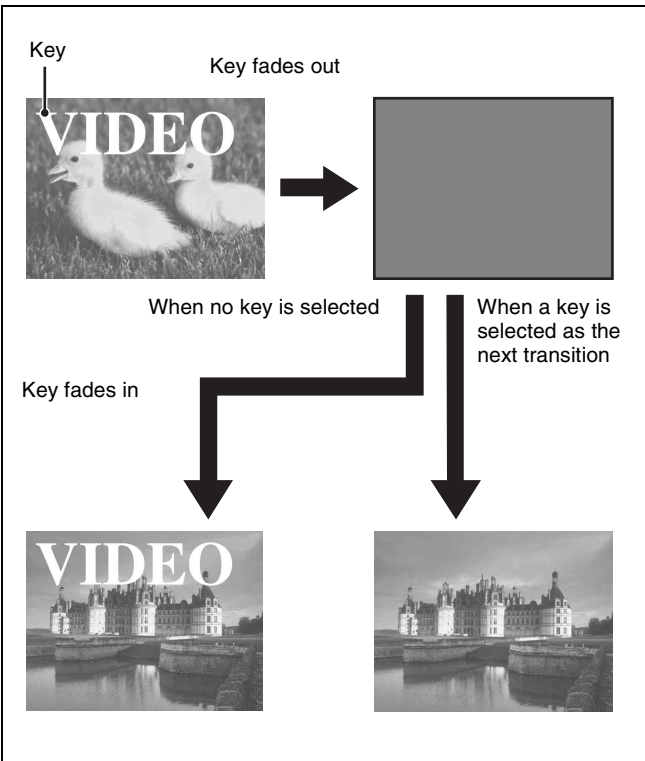 Key
Key fades out
VIDEO
When no key is selected
When a key is
selected as the
next transition
Key fades in
VIDEO